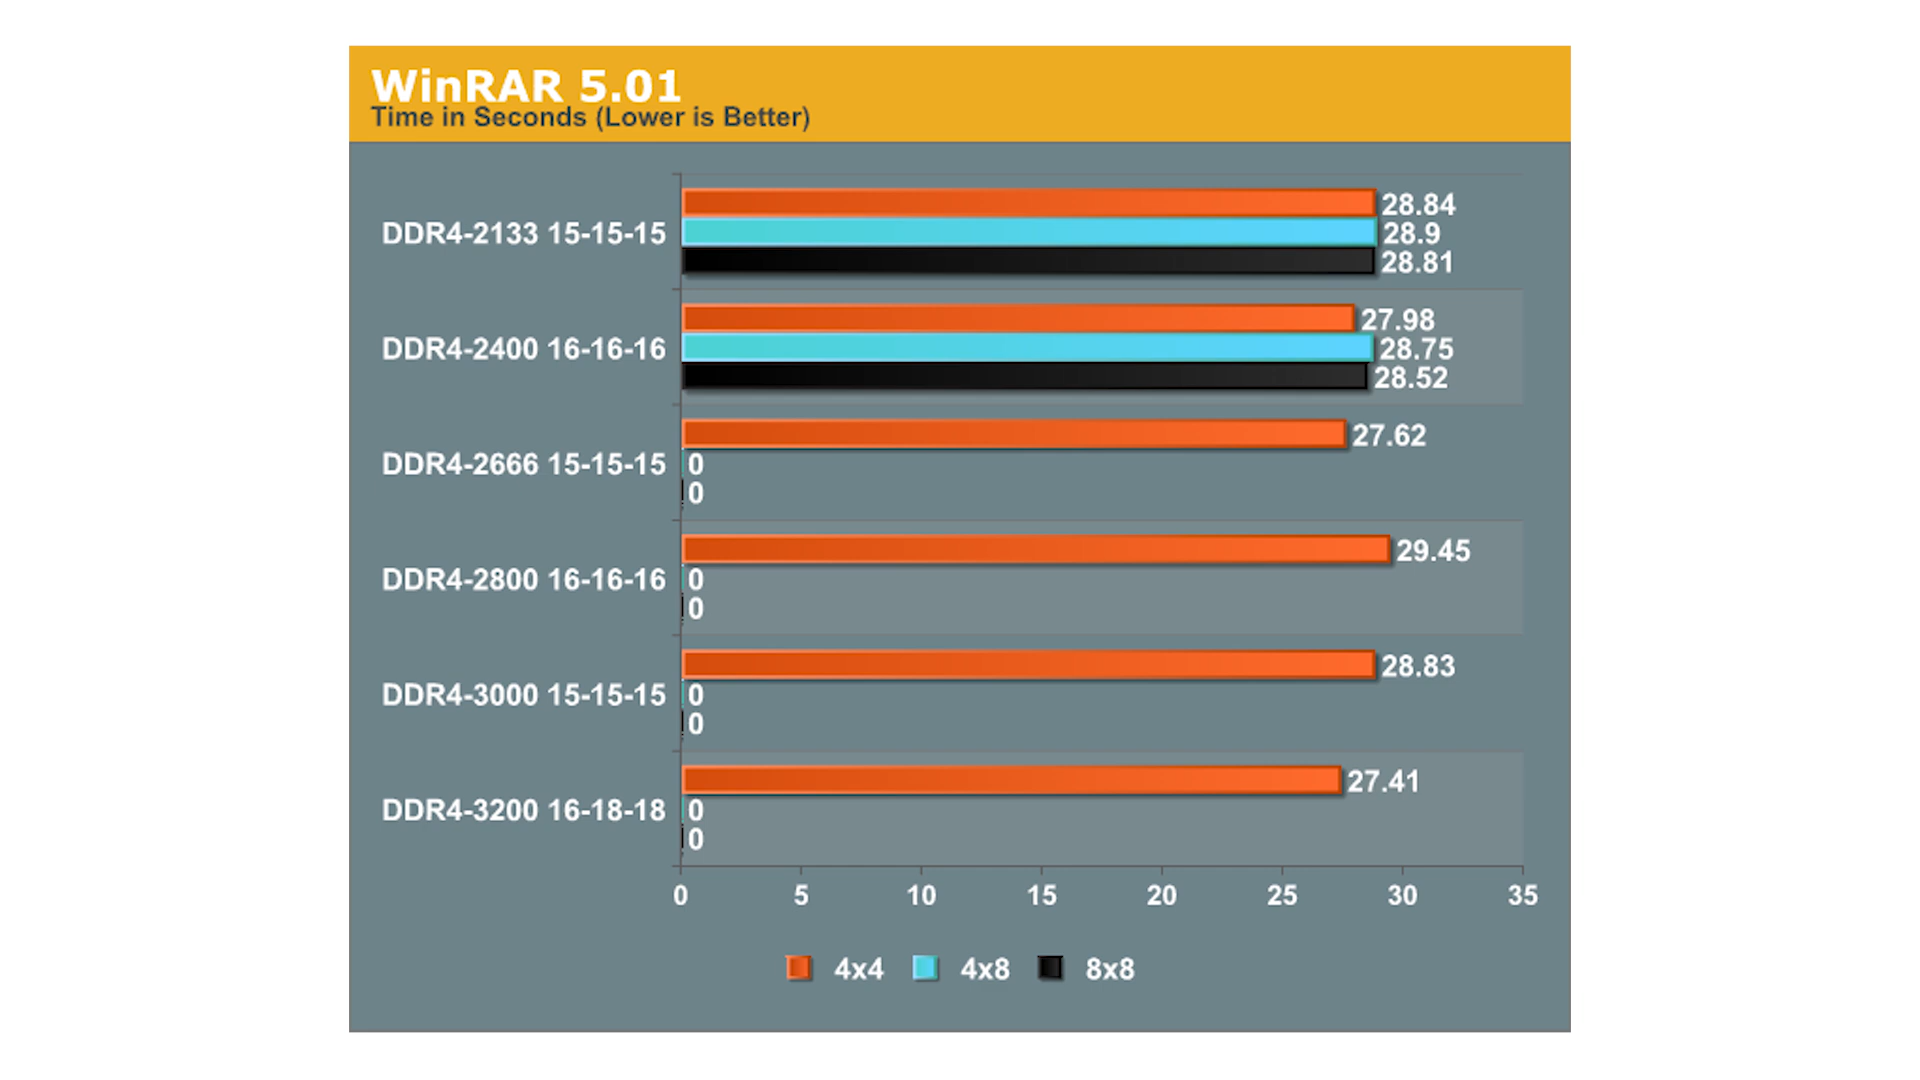 WinRAR 5.01
Time in Seconds (Lower is Better)
DDR4-2133 15-15-15
28.84
28.9
28.81
DDR4-2400 16-16-16
27.98
28.75
28.52
DDR4-2666 15-15-15
27.62
0
0
DDR4-2800 16-16-16
29.45
0
0
DDR4-3000 15-15-15
28.83
0
0
DDR4-3200 16-18-18
27.41
0
0
0 5 10 15 20 25 30 35
4x4 4x8 8x8